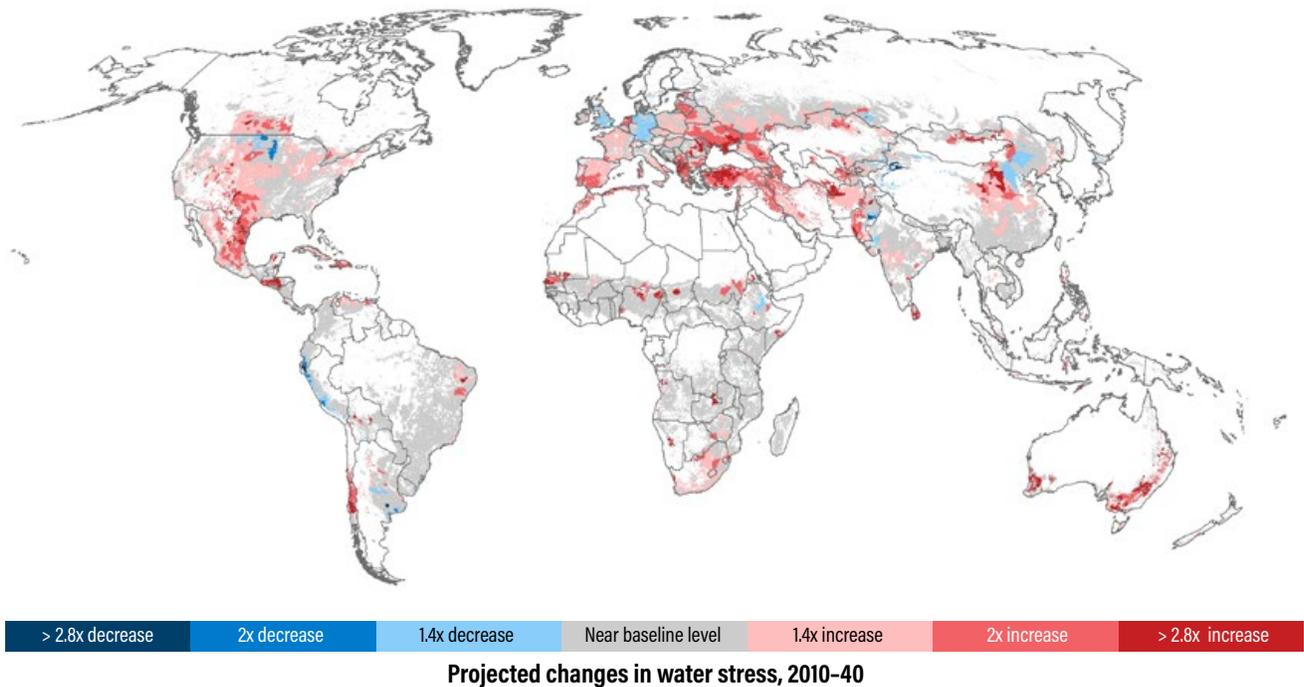 > 2.8x decrease 2x decrease 1.4x decrease Near baseline level 1.4x increase 2x increase > 2.8x increase
Projected changes in water stress, 2010–40